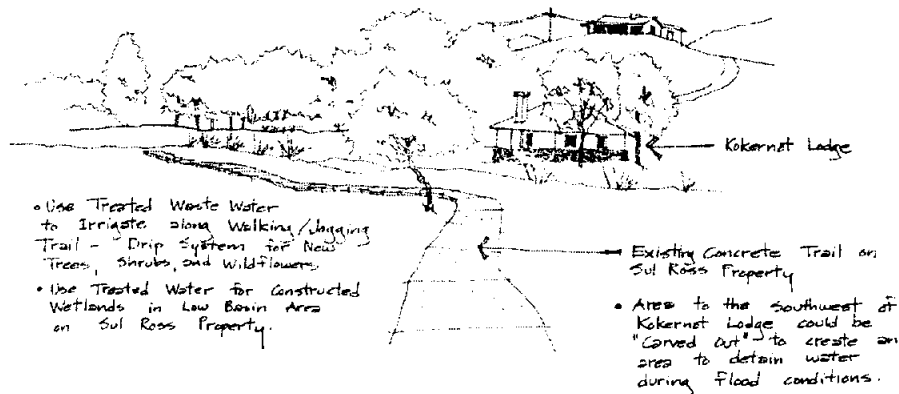 Kokernot Lodge
• Use Treated Waste Water
to Irrigate along Walking/Jogging
Trail - Drip System for New
Trees, Shrubs, and Wildflowers.
• Use Treated Water for Constructed
Wetlands in Low Basin Area
on Sul Ross Property.
Existing Concrete Trail on
Sul Ross Property
• Area to the Southwest of
Kokernot Lodge could be
"Carved Out" to create an
area to detain water
during flood conditions.